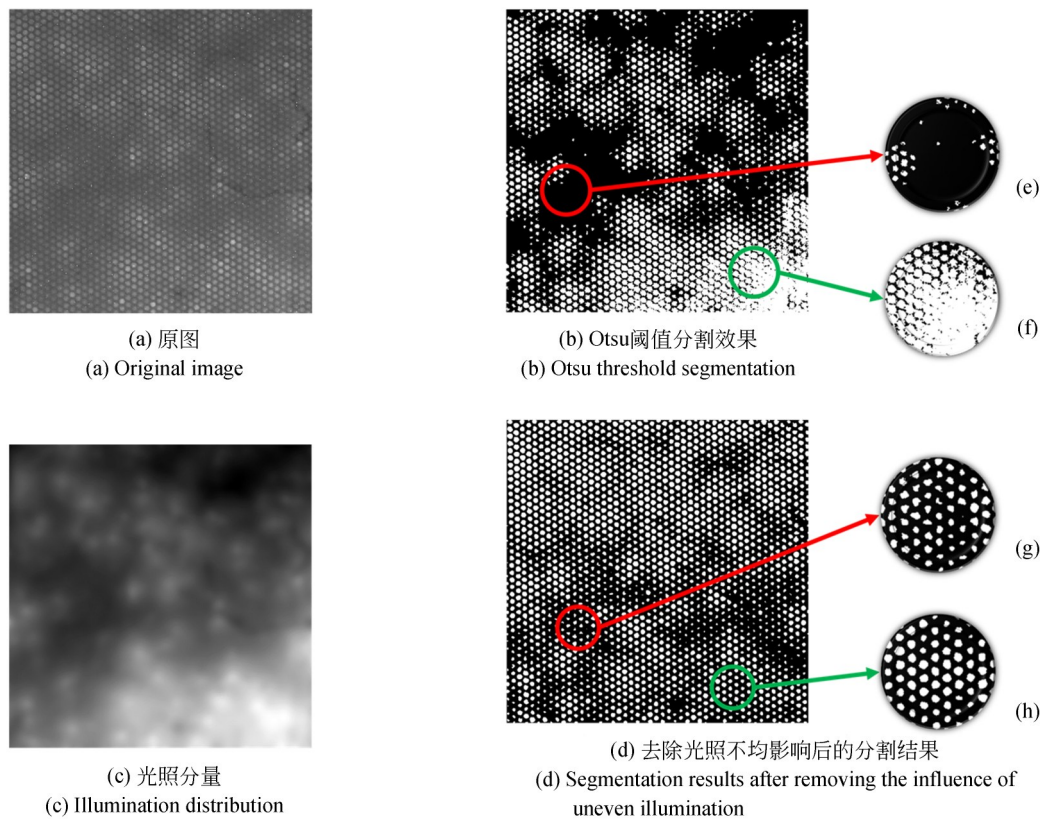 (e)
(f)
(a) 原图
(a) Original image
(b) Otsu阈值分割效果
(b) Otsu threshold segmentation
(g)
(h)
(c) 光照分量
(c) Illumination distribution
(d) 去除光照不均影响后的分割结果
(d) Segmentation results after removing the influence of
uneven illumination